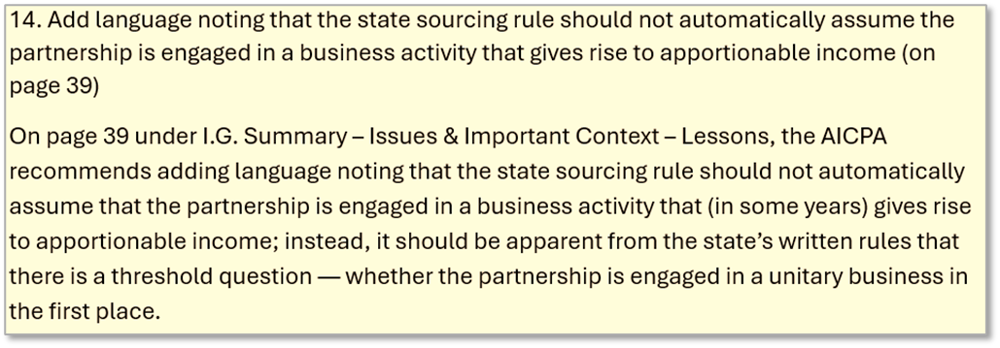 14. Add language noting that the state sourcing rule should not automatically assume the
partnership is engaged in a business activity that gives rise to apportionable income (on
page 39)
On page 39 under I.G. Summary – Issues & Important Context – Lessons, the AICPA
recommends adding language noting that the state sourcing rule should not automatically
assume that the partnership is engaged in a business activity that (in some years) gives rise
to apportionable income; instead, it should be apparent from the state’s written rules that
there is a threshold question — whether the partnership is engaged in a unitary business in
the first place.